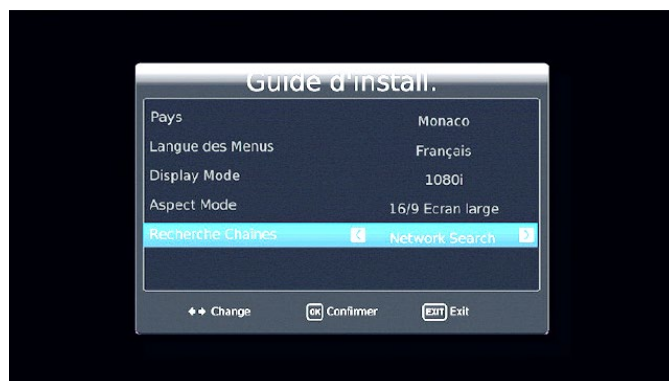 Guide d'install.
Pays Monaco
Langue des Menus Français
Display Mode 1080i
Aspect Mode 16/9 Ecran large
Recherche Chaînes Network Search
Change OK Confirmer EXIT Exit